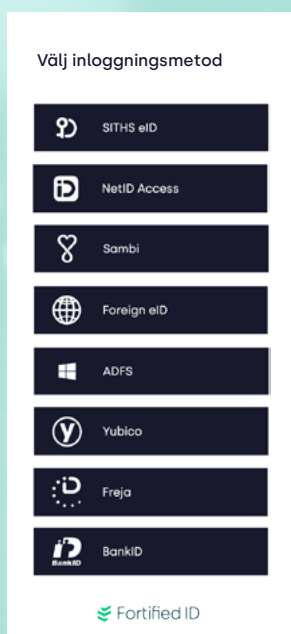 Välj inloggningsmetod
SITHS eID
NetID Access
Sambi
Foreign eID
ADFS
Yubico
Freja
BankID
BankID
Fortified ID